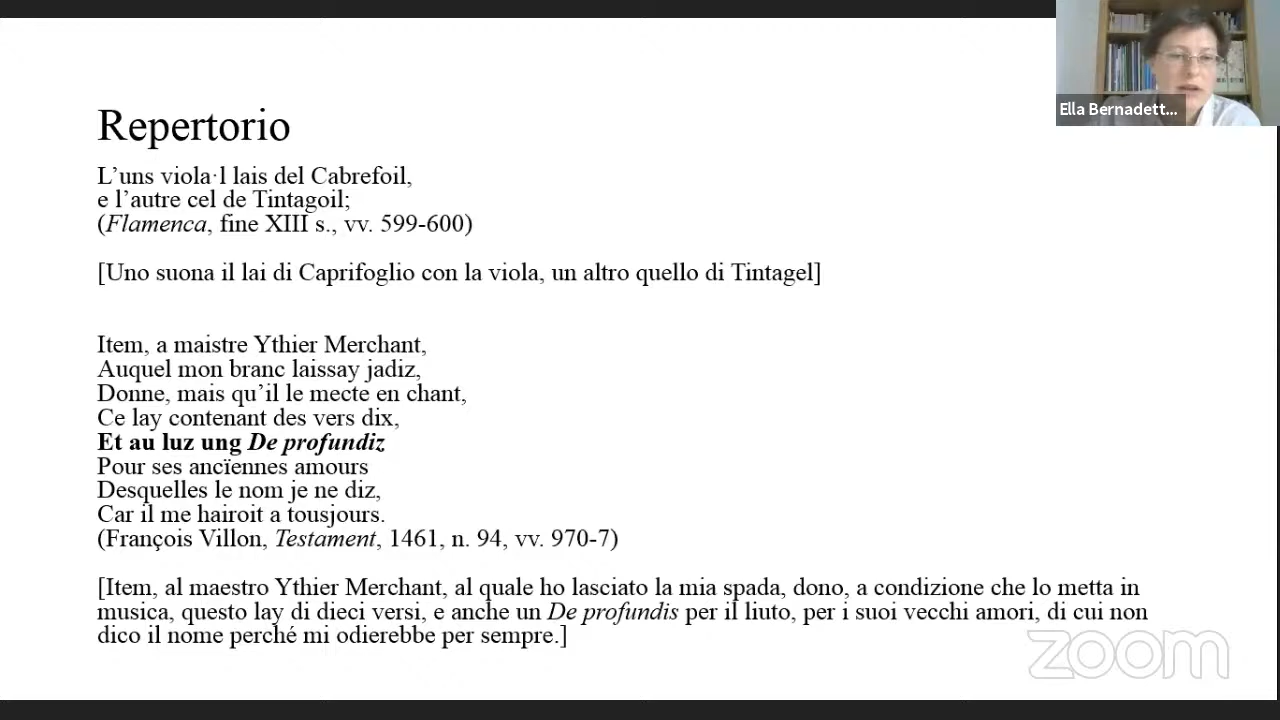 Repertorio
L’uns viola·l lais del Cabrefoil,
e l’autre cel de Tintagoil;
(Flamenca, fine XIII s., vv. 599-600)
[Uno suona il lai di Caprifoglio con la viola, un altro quello di Tintagel]
Item, a maistre Ythier Merchant,
Auquel mon branc laissay jadiz,
Donne, mais qu’il le mecte en chant,
Ce lay contenant des vers dix,
Et au luz ung De profundiz
Pour ses ancïennes amours
Desquelles le nom je ne diz,
Car il me hairoit a tousjours.
(François Villon, Testament, 1461, n. 94, vv. 970-7)
[Item, al maestro Ythier Merchant, al quale ho lasciato la mia spada, dono, a condizione che lo metta in
musica, questo lay di dieci versi, e anche un De profundis per il liuto, per i suoi vecchi amori, di cui non
dico il nome perché mi odierebbe per sempre.]
Ella Bernadett...
zoom